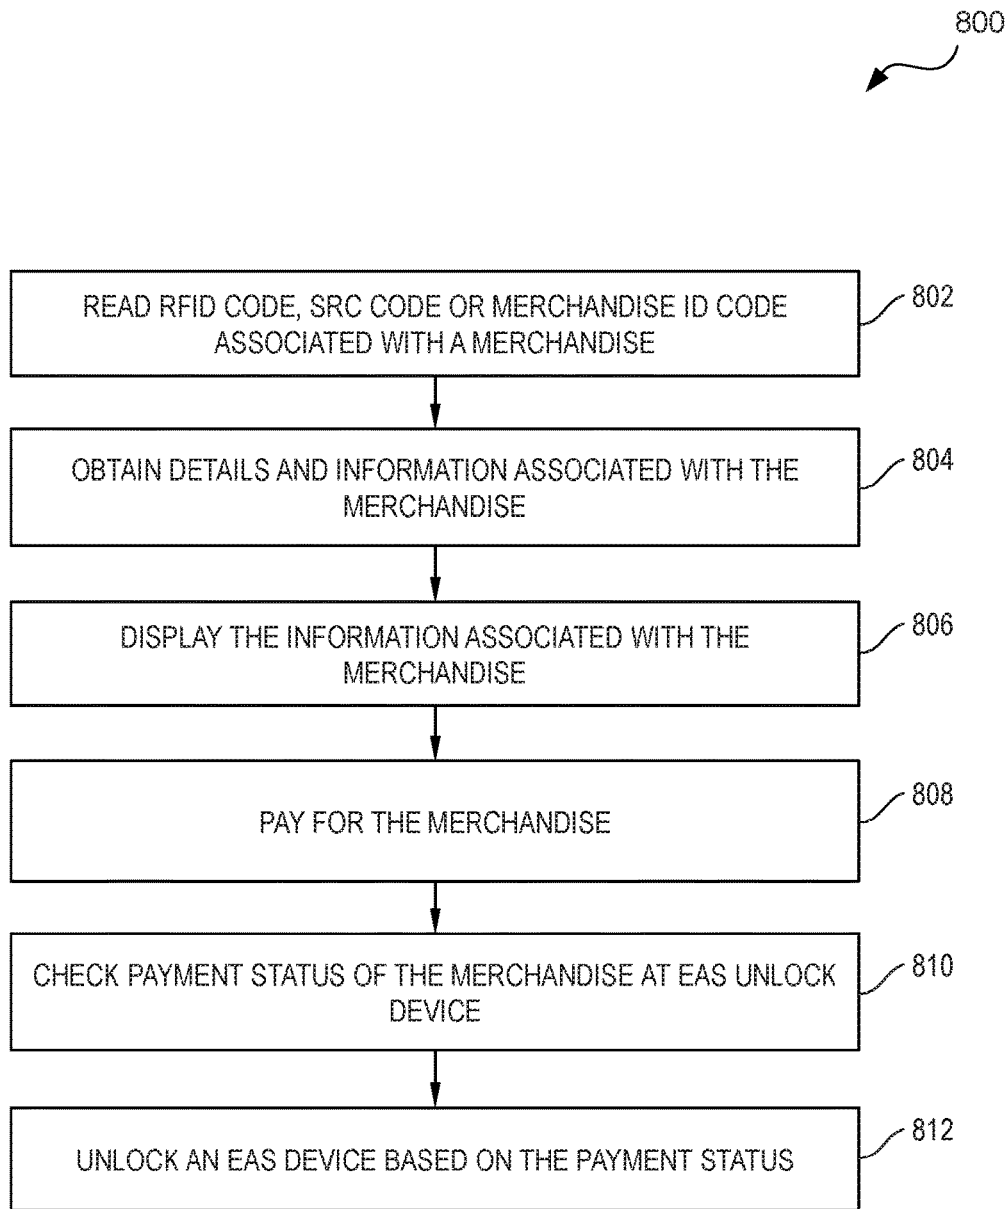 800
READ RFID CODE, SRC CODE OR MERCHANDISE ID CODE
ASSOCIATED WITH A MERCHANDISE
802
OBTAIN DETAILS AND INFORMATION ASSOCIATED WITH THE
MERCHANDISE
804
DISPLAY THE INFORMATION ASSOCIATED WITH THE
MERCHANDISE
806
PAY FOR THE MERCHANDISE
808
CHECK PAYMENT STATUS OF THE MERCHANDISE AT EAS UNLOCK
DEVICE
810
UNLOCK AN EAS DEVICE BASED ON THE PAYMENT STATUS
812